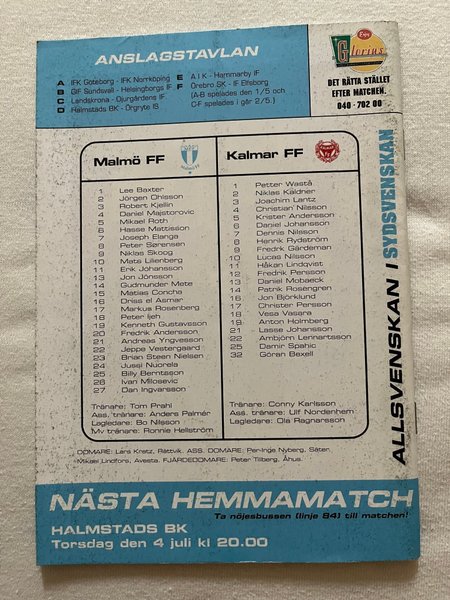 ANSLAGSTAVLAN
A IFK Göteborg - IFK Norrköping
B GIF Sundsvall - Helsingborgs IF
C Landskrona - Djurgårdens IF
D Halmstads BK - Örgryte IS
E A I K - Hammarby IF
F Örebro SK - IF Elfsborg
(A-B spelades den 1/5 och
C-F spelades i går 2/5.)
Enjoy
Glorias
DET RÄTTA STÄLLET
EFTER MATCHEN.
040 - 702 00
Malmö FF
1 Lee Baxter
2 Jörgen Ohlsson
3 Robert Kjellin
4 Daniel Majstorovic
5 Mikael Roth
6 Hasse Mattisson
7 Joseph Elanga
8 Peter Sørensen
9 Niklas Skoog
10 Mats Lilienberg
11 Erik Johansson
13 Jon Jönsson
14 Gudmunder Mete
15 Matias Concha
16 Driss el Asmar
17 Markus Rosenberg
18 Peter Ijeh
19 Kenneth Gustavsson
20 Fredrik Andersson
21 Andreas Yngvesson
22 Jeppe Vestergaard
23 Brian Steen Nielsen
24 Jussi Nuorela
25 Billy Berntsson
26 Ivan Milosevic
27 Dan Ingvarsson
Tränare: Tom Prahl
Ass. tränare: Anders Palmér
Lagledare: Bo Nilsson
Mv tränare: Ronnie Hellström
Kalmar FF
1 Petter Wastå
2 Niklas Kaldner
3 Joachim Lantz
4 Christian Nilsson
5 Krister Andersson
6 Daniel Johansson
7 Dennis Nilsson
8 Henrik Rydström
9 Fredrik Gärdeman
10 Lucas Nilsson
11 Håkan Lindqvist
12 Fredrik Persson
13 Daniel Mobaeck
14 Patrik Rosengren
16 Jon Björklund
17 Christer Persson
18 Vesa Vasara
19 Anton Holmberg
21 Lasse Johansson
22 Ambjörn Lennartsson
25 Damir Spahic
32 Göran Bexell
Tränare: Conny Karlsson
Ass. tränare: Ulf Nordenhem
Lagledare: Ola Ragnarsson
ALLSVENSKAN I SYDSVENSKAN
DOMARE: Lars Kratz, Rättvik. ASS. DOMARE: Per-Inge Nyberg, Säter.
Mikael Lindfors, Avesta. FJÄRDEDOMARE: Peter Tilberg, Åhus.
NÄSTA HEMMAMATCH
Ta nöjesbussen (linje 94) till matchen!
HALMSTADS BK
Torsdag den 4 juli kl 20.00